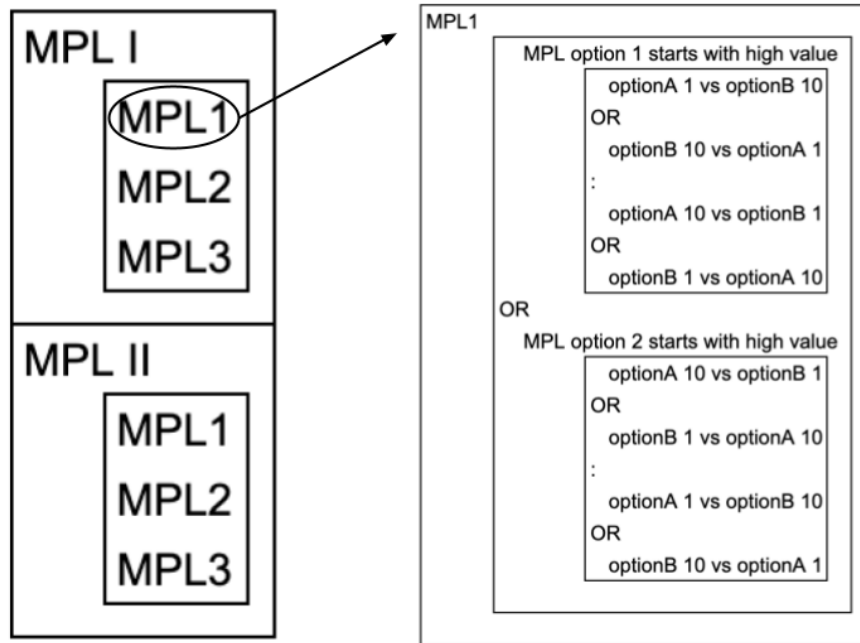 MPL I
MPL1
MPL2
MPL3
MPL II
MPL1
MPL2
MPL3
MPL1
MPL option 1 starts with high value
optionA 1 vs optionB 10
OR
optionB 10 vs optionA 1
:
optionA 10 vs optionB 1
OR
optionB 1 vs optionA 10
OR
MPL option 2 starts with high value
optionA 10 vs optionB 1
OR
optionB 1 vs optionA 10
:
optionA 1 vs optionB 10
OR
optionB 10 vs optionA 1